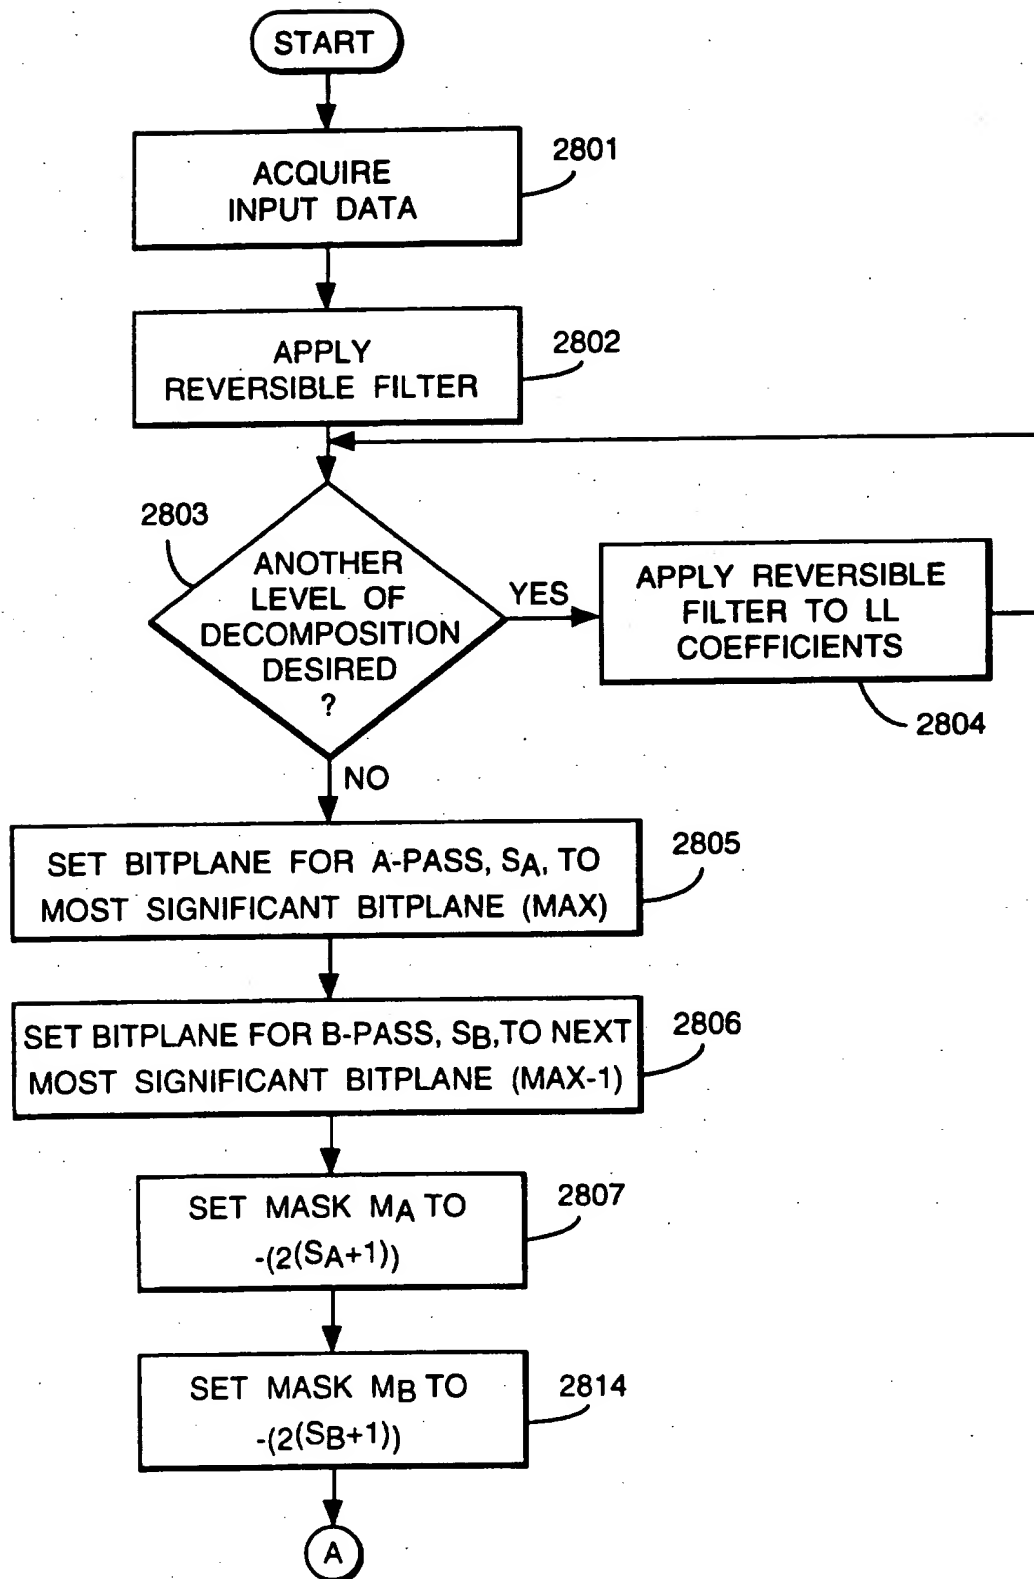 START
ACQUIRE
INPUT DATA
2801
APPLY
REVERSIBLE FILTER
2802
2803
ANOTHER
LEVEL OF
DECOMPOSITION
DESIRED
?
YES
APPLY REVERSIBLE
FILTER TO LL
COEFFICIENTS
2804
NO
SET BITPLANE FOR A-PASS, SA, TO
MOST SIGNIFICANT BITPLANE (MAX)
2805
SET BITPLANE FOR B-PASS, SB, TO NEXT
MOST SIGNIFICANT BITPLANE (MAX-1)
2806
SET MASK MA TO
-(2(SA+1))
2807
SET MASK MB TO
-(2(SB+1))
2814
A